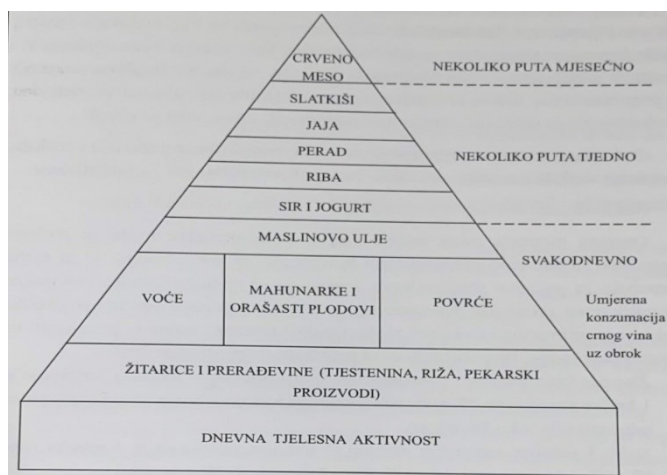 CRVENO
MESO
NEKOLIKO PUTA MJESEČNO
SLATKIŠI
JAJA
PERAD
NEKOLIKO PUTA TJEDNO
RIBA
SIR I JOGURT
MASLINOVO ULJE
SVAKODNEVNO
VOĆE
MAHUNARKE I
ORAŠASTI PLODOVI
POVRĆE
Umjerena
konzumacija
crnog vina
uz obrok
ŽITARICE I PRERAĐEVINE (TJESTENINA, RIŽA, PEKARSKI
PROIZVODI)
DNEVNA TJELESNA AKTIVNOST